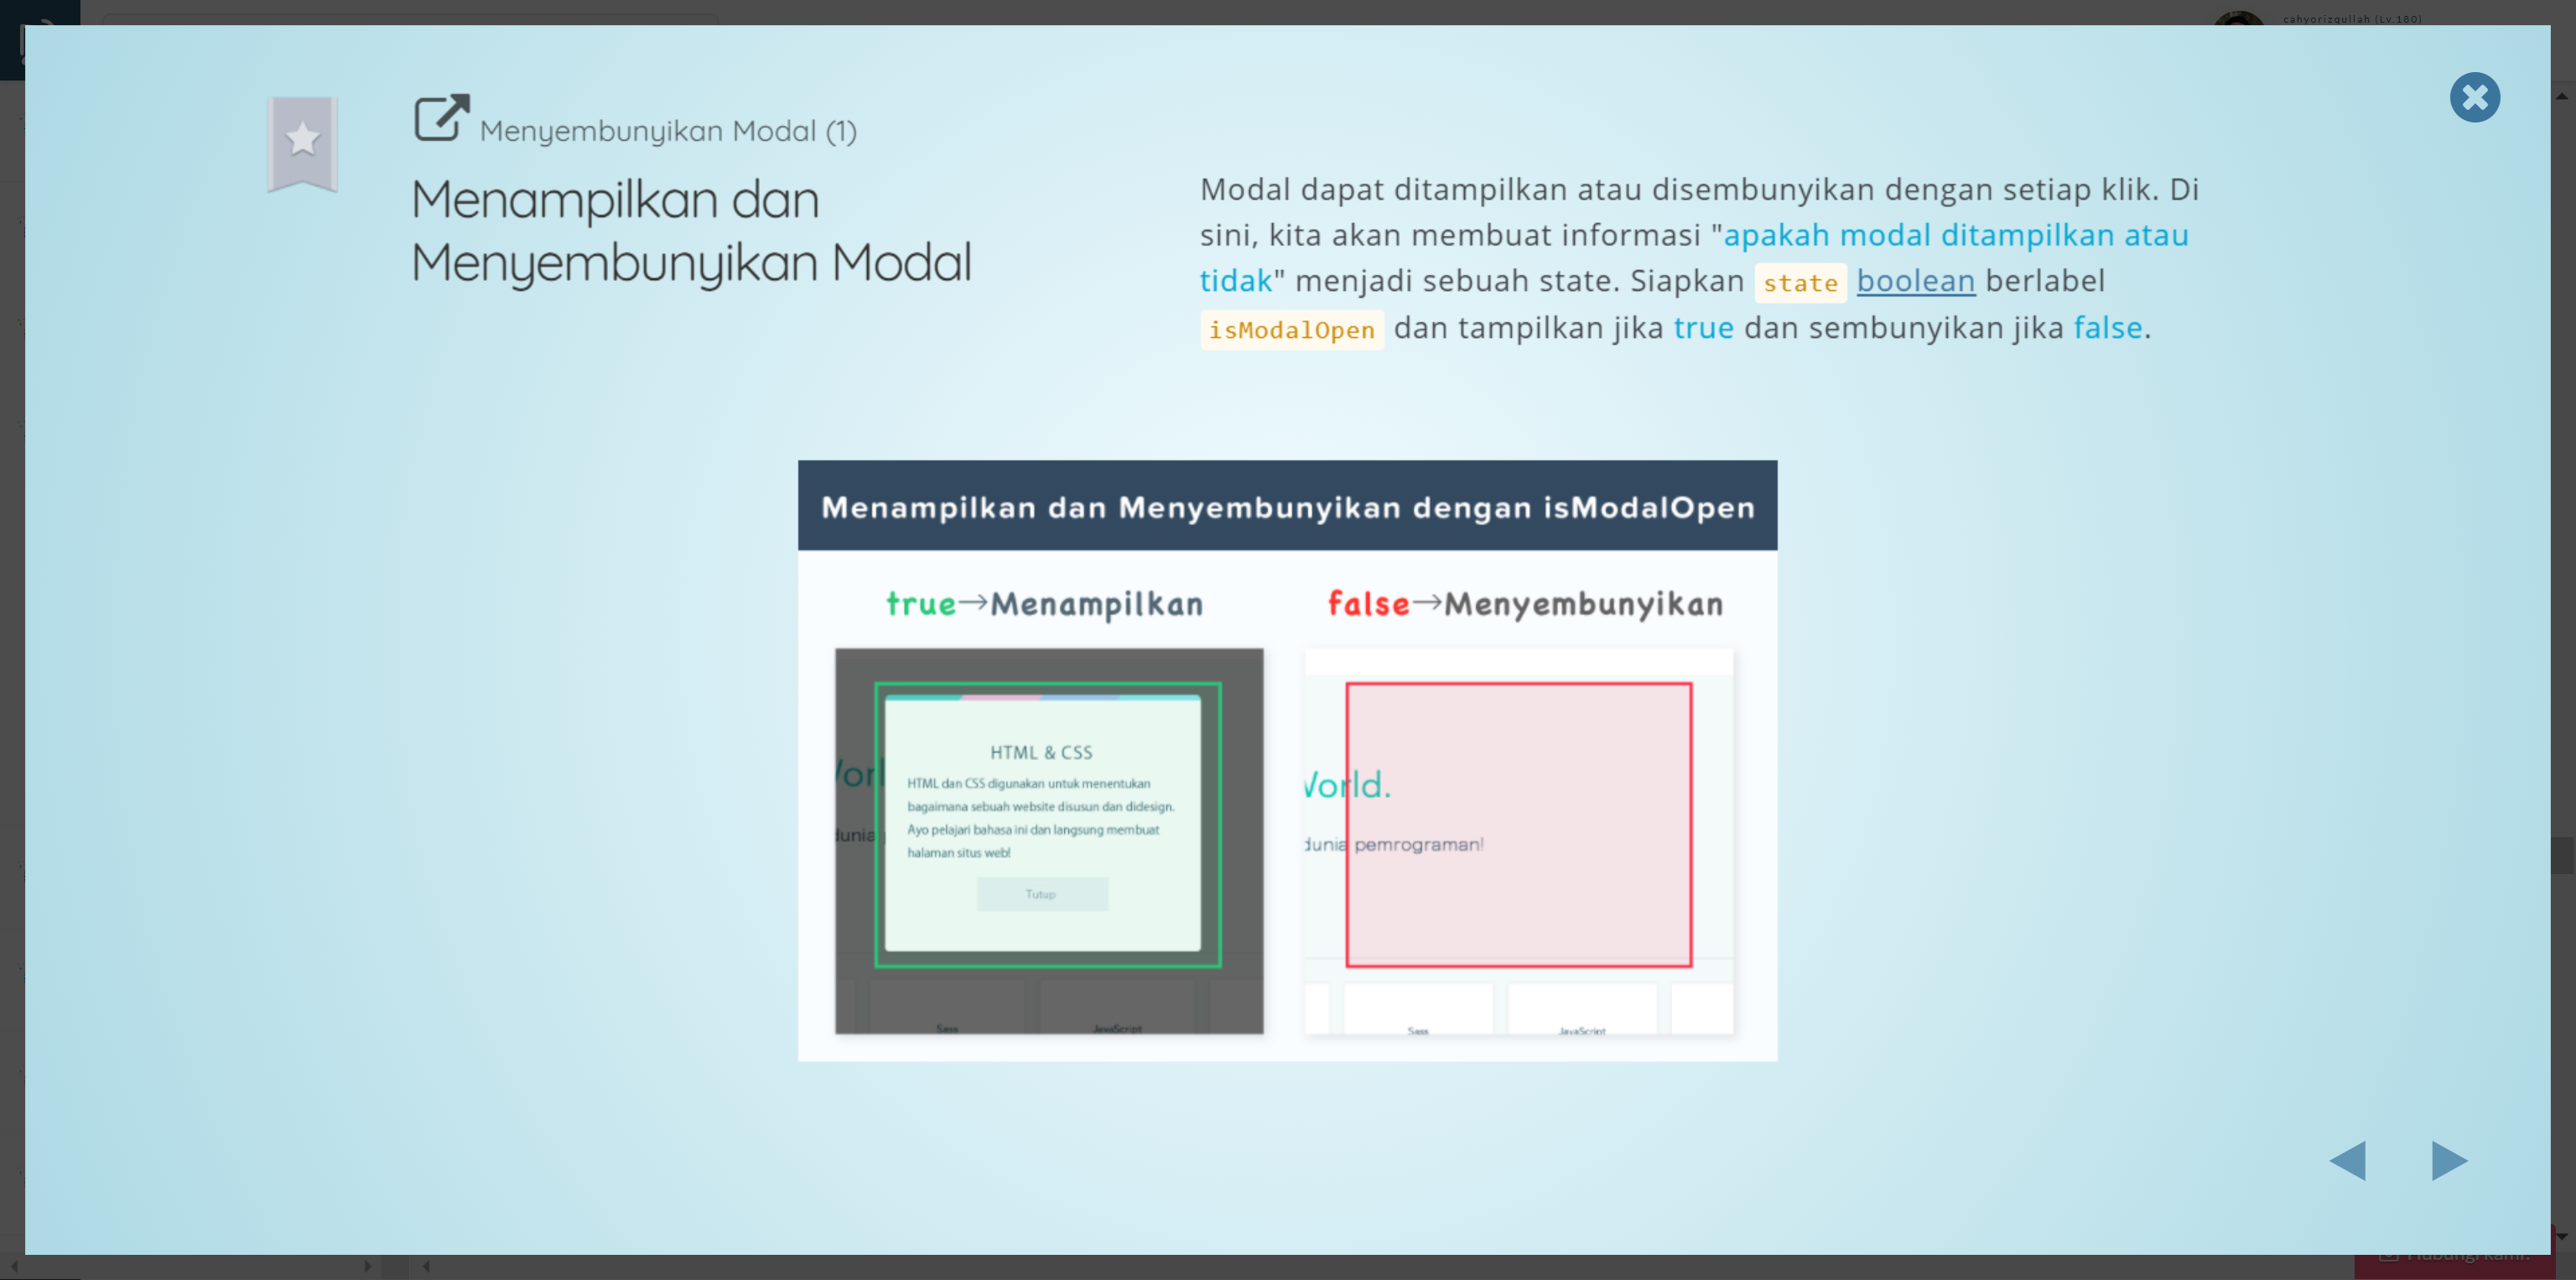 cahyorizqullah (Lv.180)
Menyembunyikan Modal (1)
Menampilkan dan
Menyembunyikan Modal
Modal dapat ditampilkan atau disembunyikan dengan setiap klik. Di
sini, kita akan membuat informasi "apakah modal ditampilkan atau
tidak" menjadi sebuah state. Siapkan state boolean berlabel
isModalOpen dan tampilkan jika true dan sembunyikan jika false.
Menampilkan dan Menyembunyikan dengan isModalOpen
true→Menampilkan
false→Menyembunyikan
HTML & CSS
HTML dan CSS digunakan untuk menentukan
bagaimana sebuah website disusun dan didesign.
Ayo pelajari bahasa ini dan langsung membuat
halaman situs web!
Tutup
Worl
dunia
Sass
JavaScript
World.
dunia pemrograman!
Sass
JavaScript
Hubungi kami.